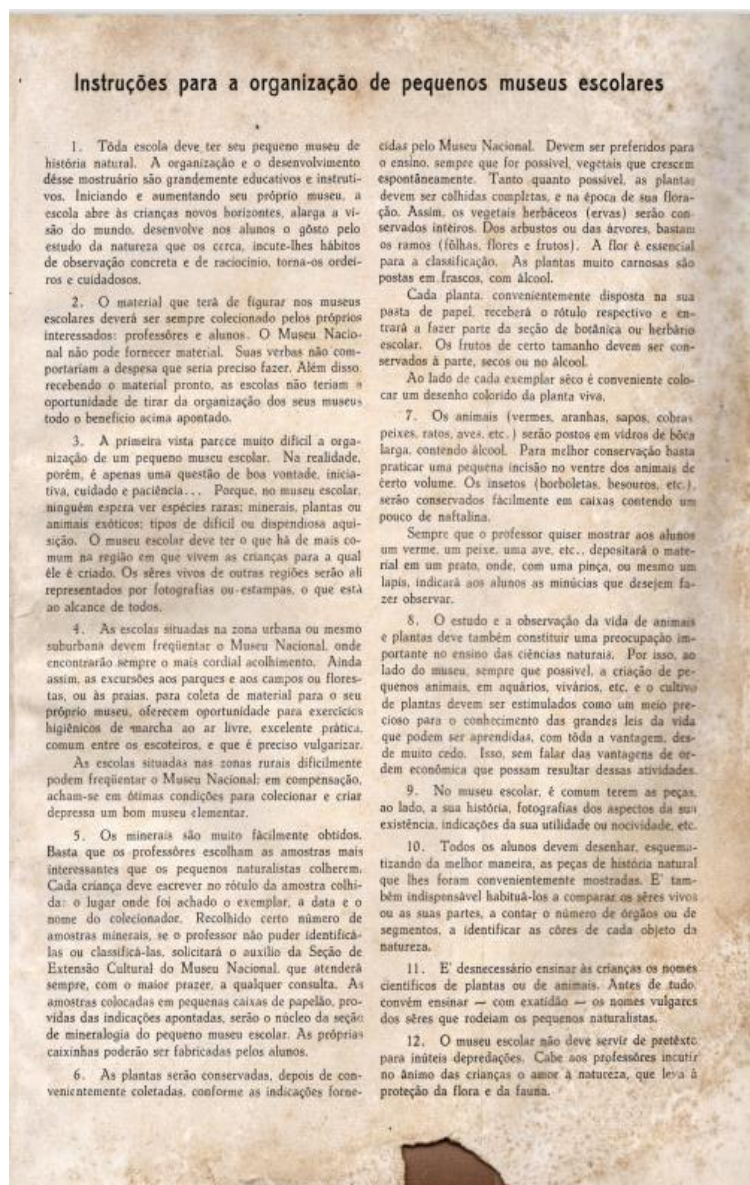 Instruções para a organização de pequenos museus escolares
1. Tôda escola deve ter seu pequeno museu de
história natural. A organização e o desenvolvimento
dêsse mostruário são grandemente educativos e instruti-
vos. Iniciando e aumentando seu próprio museu, a
escola abre às crianças novos horizontes, alarga a vi-
são do mundo, desenvolve nos alunos o gôsto pelo
estudo da natureza que os cerca, incute-lhes hábitos
de observação concreta e de raciocínio, torna-os ordei-
ros e cuidadosos.
2. O material que terá de figurar nos museus
escolares deverá ser sempre colecionado pelos próprios
interessados: professôres e alunos. O Museu Nacio-
nal não pode fornecer material. Suas verbas não com-
portariam a despesa que seria preciso fazer. Além disso,
recebendo o material pronto, as escolas não teriam a
oportunidade de tirar da organização dos seus museus
todo o benefício acima apontado.
3. A primeira vista parece muito difícil a orga-
nização de um pequeno museu escolar. Na realidade,
porém, é apenas uma questão de boa vontade, inicia-
tiva, cuidado e paciência... Porque, no museu escolar,
ninguém espera ver espécies raras: minerais, plantas ou
animais exóticos; tipos de difícil ou dispendiosa aqui-
sição. O museu escolar deve ter o que há de mais co-
mum na região em que vivem as crianças para a qual
êle é criado. Os sêres vivos de outras regiões serão ali
representados por fotografias ou estampas, o que está
ao alcance de todos.
4. As escolas situadas na zona urbana ou mesmo
suburbana devem freqüentar o Museu Nacional, onde
encontrarão sempre o mais cordial acolhimento. Ainda
assim, as excursões aos parques e aos campos ou flores-
tas, ou às praias, para coleta de material para o seu
próprio museu, oferecem oportunidade para exercícios
higiênicos de marcha ao ar livre, excelente prática,
comum entre os escoteiros, e que é preciso vulgarizar.
As escolas situadas nas zonas rurais dificilmente
podem freqüentar o Museu Nacional; em compensação,
acham-se em ótimas condições para colecionar e criar
depressa um bom museu elementar.
5. Os minerais são muito fàcilmente obtidos.
Basta que os professôres escolham as amostras mais
interessantes que os pequenos naturalistas colherem.
Cada criança deve escrever no rótulo da amostra colhi-
da: o lugar onde foi achado o exemplar, a data e o
nome do colecionador. Recolhido certo número de
amostras minerais, se o professor não puder identificá-
las ou classificá-las, solicitará o auxílio da Seção de
Extensão Cultural do Museu Nacional, que atenderá
sempre, com o maior prazer, a qualquer consulta. As
amostras colocadas em pequenas caixas de papelão, pro-
vidas das indicações apontadas, serão o núcleo da seção
de mineralogia do pequeno museu escolar. As próprias
caixinhas poderão ser fabricadas pelos alunos.
6. As plantas serão conservadas, depois de con-
venientemente coletadas, conforme as indicações forne-
cidas pelo Museu Nacional. Devem ser preferidos para
o ensino, sempre que for possível, vegetais que crescem
espontâneamente. Tanto quanto possível, as plantas
devem ser colhidas completas, e na época de sua flora-
ção. Assim, os vegetais herbáceos (ervas) serão con-
servados inteiros. Dos arbustos ou das árvores, bastam
os ramos (fôlhas, flores e frutos). A flor é essencial
para a classificação. As plantas muito carnosas são
postas em frascos, com álcool.
Cada planta, convenientemente disposta na sua
pasta de papel, receberá o rótulo respectivo e en-
trará a fazer parte da seção de botânica ou herbário
escolar. Os frutos de certo tamanho devem ser con-
servados à parte, secos ou no álcool.
Ao lado de cada exemplar sêco é conveniente colo-
car um desenho colorido da planta viva.
7. Os animais (vermes, aranhas, sapos, cobras
peixes, ratos, aves, etc.) serão postos em vidros de bôca
larga, contendo álcool. Para melhor conservação basta
praticar uma pequena incisão no ventre dos animais de
certo volume. Os insetos (borboletas, besouros, etc.),
serão conservados fàcilmente em caixas contendo um
pouco de naftalina.
Sempre que o professor quiser mostrar aos alunos
um verme, um peixe, uma ave, etc., depositará o mate-
rial em um prato, onde, com uma pinça, ou mesmo um
lapis, indicará aos alunos as minúcias que desejem fa-
zer observar.
8. O estudo e a observação da vida de animais
e plantas deve também constituir uma preocupação im-
portante no ensino das ciências naturais. Por isso, ao
lado do museu, sempre que possivel, a criação de pe-
quenos animais, em aquários, vivários, etc. e o cultivo
de plantas devem ser estimulados como um meio pre-
cioso para o conhecimento das grandes leis da vida
que podem ser aprendidas, com tôda a vantagem, des-
de muito cedo. Isso, sem falar das vantagens de or-
dem econômica que possam resultar dessas atividades.
9. No museu escolar, é comum terem as peças,
ao lado, a sua história, fotografias dos aspectos da sua
existência, indicações da sua utilidade ou nocividade, etc.
10. Todos os alunos devem desenhar, esquema-
tizando da melhor maneira, as peças de história natural
que lhes foram convenientemente mostradas. E' tam-
bém indispensável habituá-los a comparar os sêres vivos
ou as suas partes, a contar o número de órgãos ou de
segmentos, a identificar as côres de cada objeto da
natureza.
11. E' desnecessário ensinar às crianças os nomes
científicos de plantas ou de animais. Antes de tudo,
convém ensinar — com exatidão — os nomes vulgares
dos sêres que rodeiam os pequenos naturalistas.
12. O museu escolar não deve servir de pretêxto
para inúteis depredações. Cabe aos professôres incutir
no ânimo das crianças o amor à natureza, que leva à
proteção da flora e da fauna.